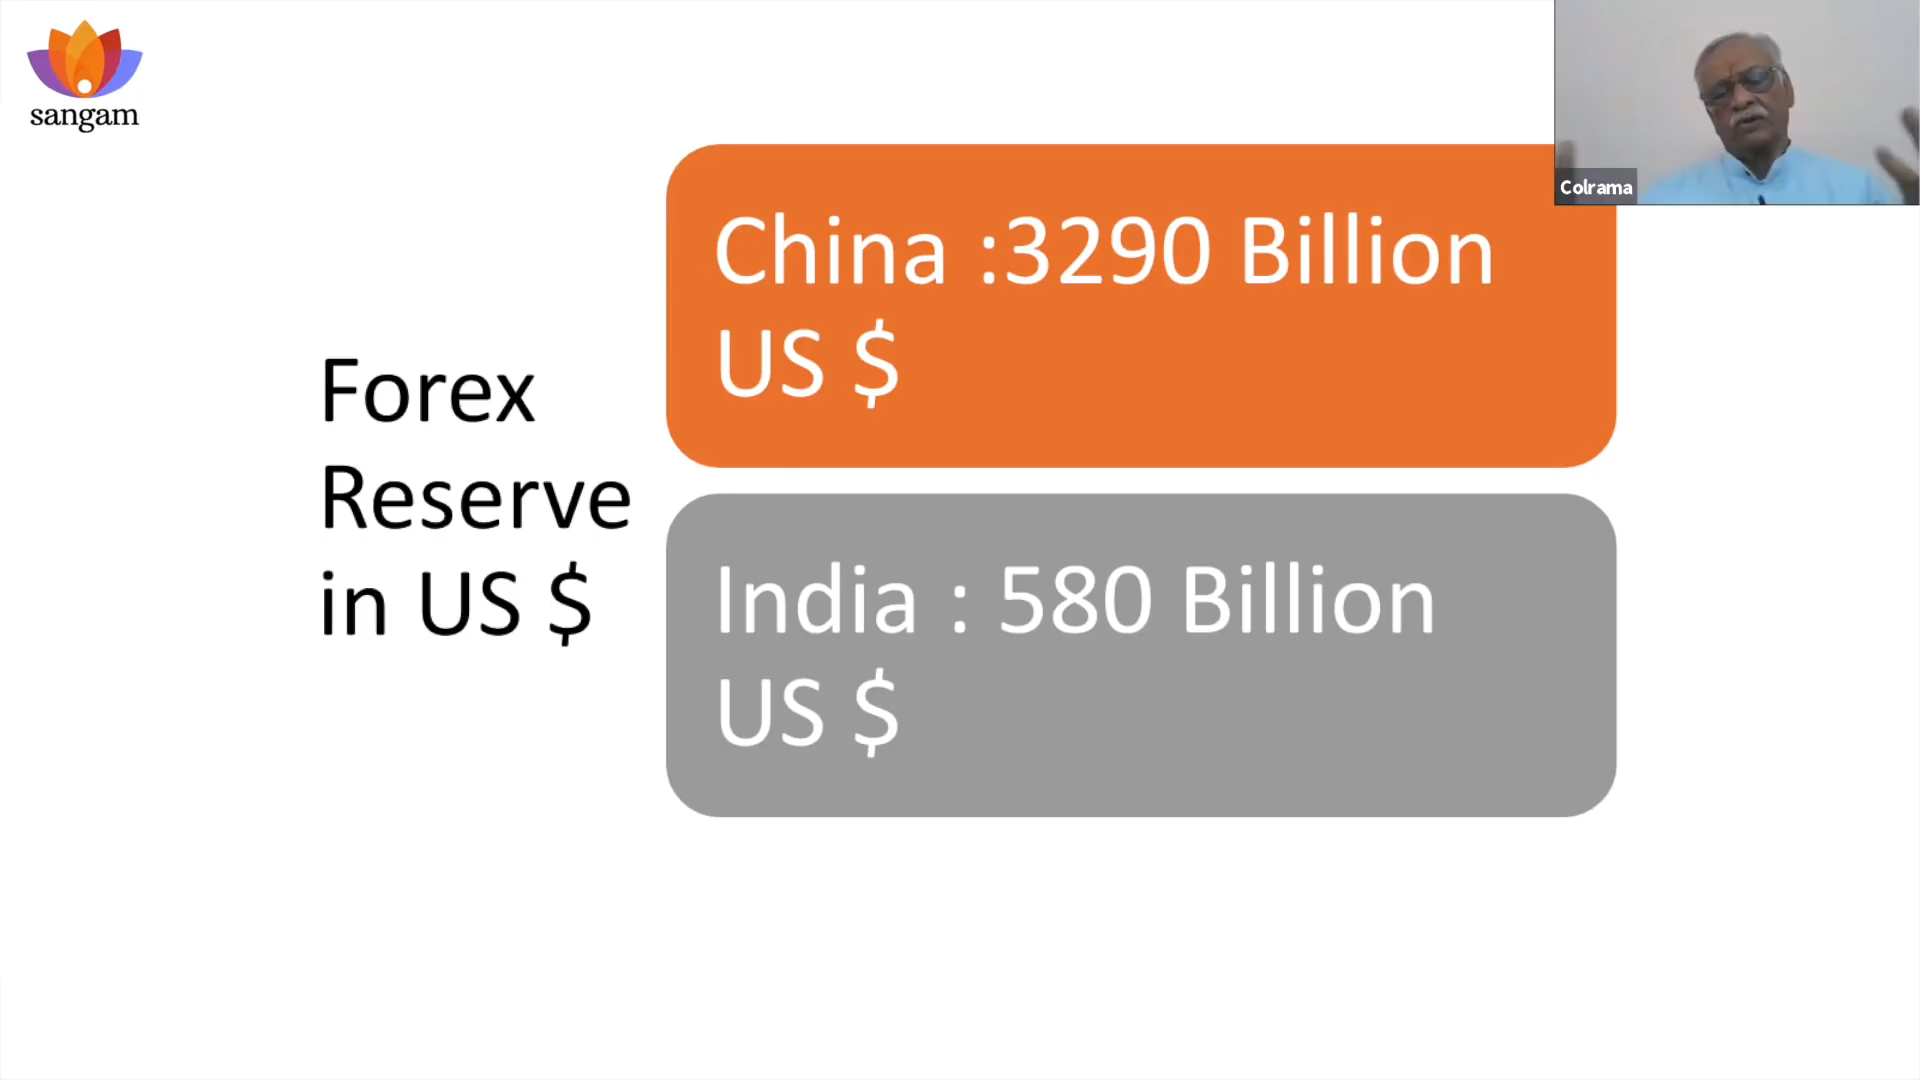 sangam
Colrama
Forex
Reserve
in US $
China :3290 Billion
US $
India : 580 Billion
US $